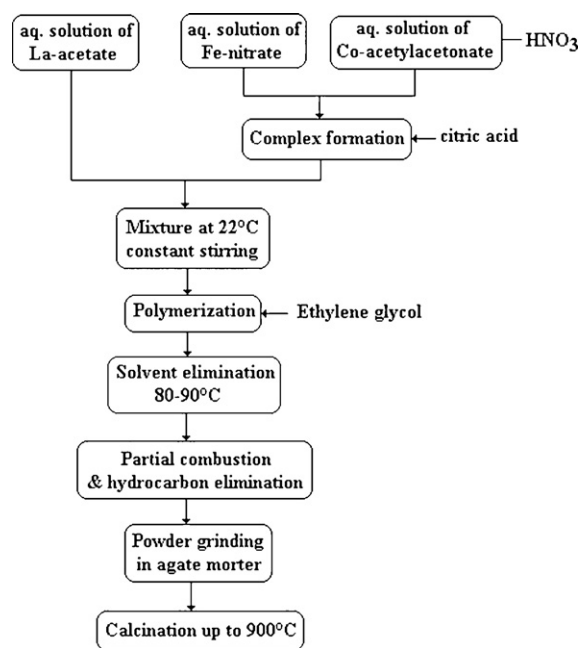 aq. solution of
La-acetate
aq. solution of
Fe-nitrate
aq. solution of
Co-acetylacetonate
HNO3
Complex formation
citric acid
Mixture at 22°C
constant stirring
Polymerization
Ethylene glycol
Solvent elimination
80-90°C
Partial combustion
& hydrocarbon elimination
Powder grinding
in agate morter
Calcination up to 900°C